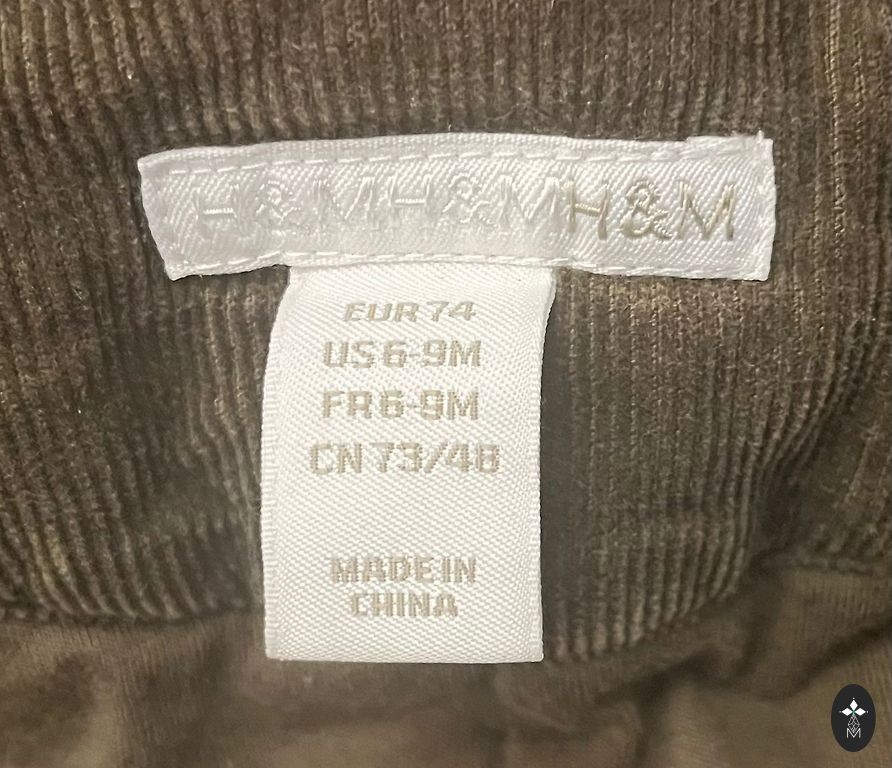 H&MH&MH&M
EUR 74
US 6-9M
FR 6-9M
CN 73/48
MADE IN
CHINA
M